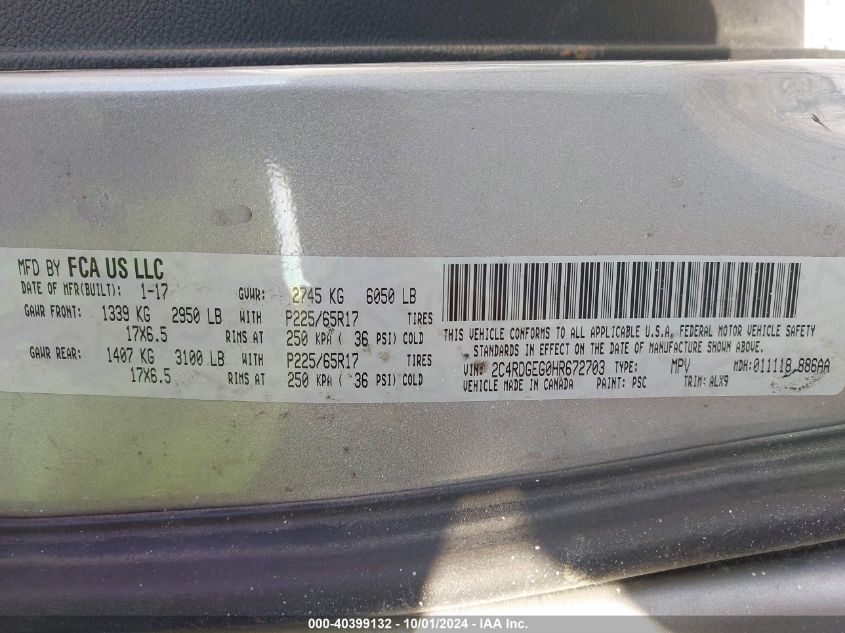 MFD BY FCA US LLC
DATE OF MFR(BUILT): 1-17 GVWR: 2745 KG 6050 LB
GAWR FRONT: 1339 KG 2950 LB WITH P225/65R17 TIRES
17X6.5 RIMS AT 250 KPA ( 36 PSI) COLD
GAWR REAR: 1407 KG 3100 LB WITH P225/65R17 TIRES
17X6.5 RIMS AT 250 KPA ( 36 PSI) COLD
THIS VEHICLE CONFORMS TO ALL APPLICABLE U.S.A. FEDERAL MOTOR VEHICLE SAFETY
STANDARDS IN EFFECT ON THE DATE OF MANUFACTURE SHOWN ABOVE.
VIN: 2C4RDGEG0HR672703 TYPE: MPV MDH: 011118 886AA
VEHICLE MADE IN CANADA PAINT: PSC TRIM: ALX9
000-40399132 - 10/01/2024 - IAA Inc.